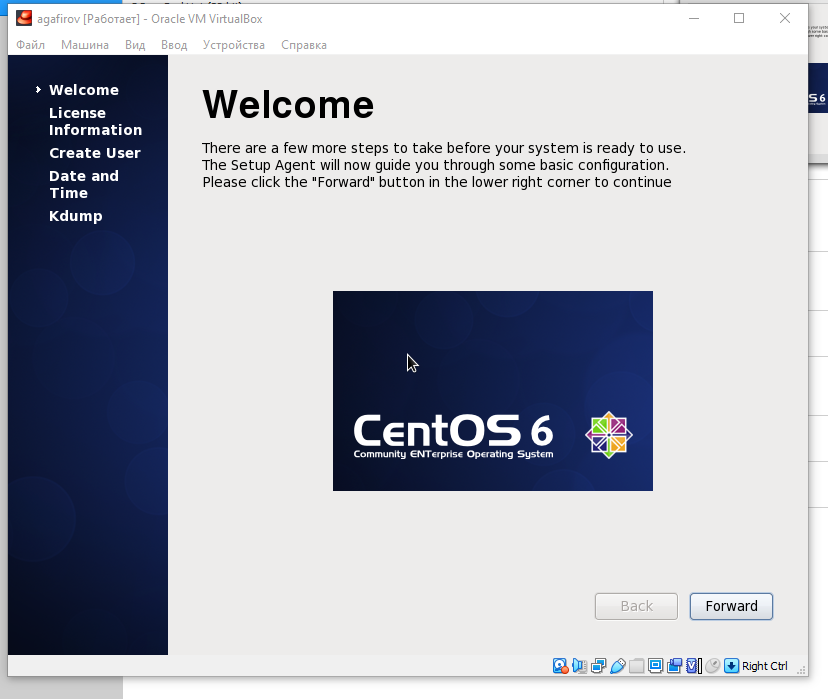 agafirov [Работает] - Oracle VM VirtualBox
Файл Машина Вид Ввод Устройства Справка
Welcome
License
Information
Create User
Date and
Time
Kdump
Welcome
There are a few more steps to take before your system is ready to use.
The Setup Agent will now guide you through some basic configuration.
Please click the "Forward" button in the lower right corner to continue
CentOS 6
Community ENTerprise Operating System
Back Forward
Right Ctrl
S 6